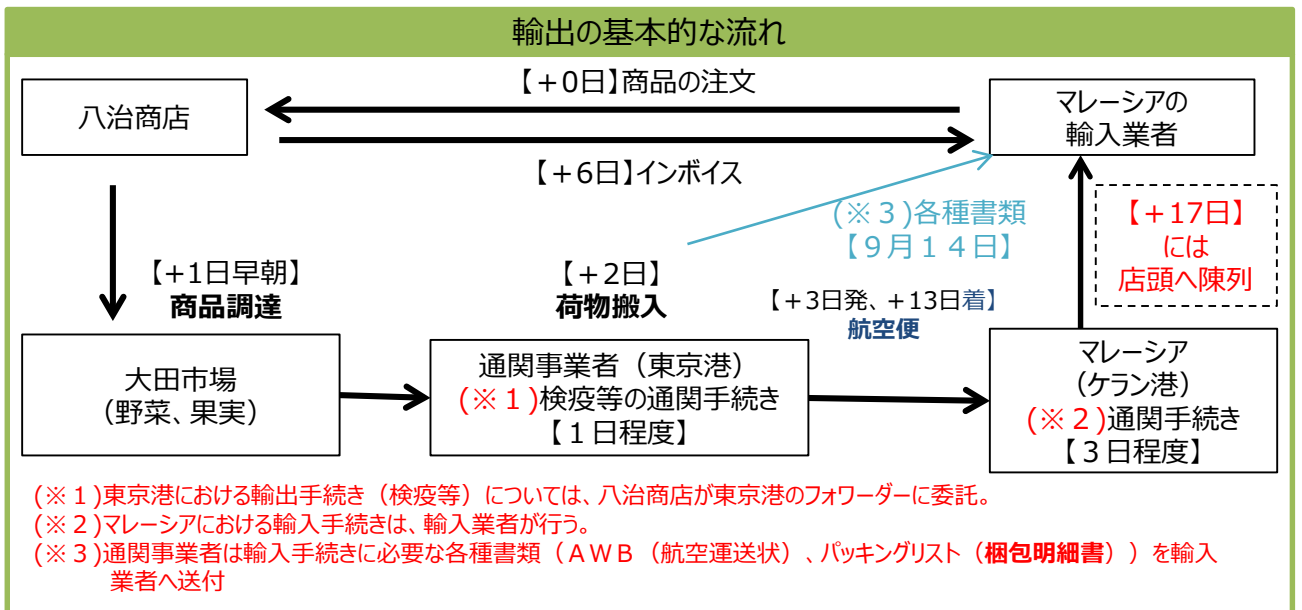 輸出の基本的な流れ
八治商店
【+0日】商品の注文
【+6日】インボイス
マレーシアの
輸入業者
(※3)各種書類
【9月14日】
【+17日】
には
店頭へ陳列
【+1日早朝】
商品調達
【+2日】
荷物搬入
【+3日発、+13日着】
航空便
大田市場
(野菜、果実)
通関事業者(東京港)
(※1)検疫等の通関手続き
【1日程度】
マレーシア
(ケラン港)
(※2)通関手続き
【3日程度】
(※1)東京港における輸出手続き(検疫等)については、八治商店が東京港のフォワーダーに委託。
(※2)マレーシアにおける輸入手続きは、輸入業者が行う。
(※3)通関事業者は輸入手続きに必要な各種書類(AWB(航空運送状)、パッキングリスト(梱包明細書))を輸入
業者へ送付